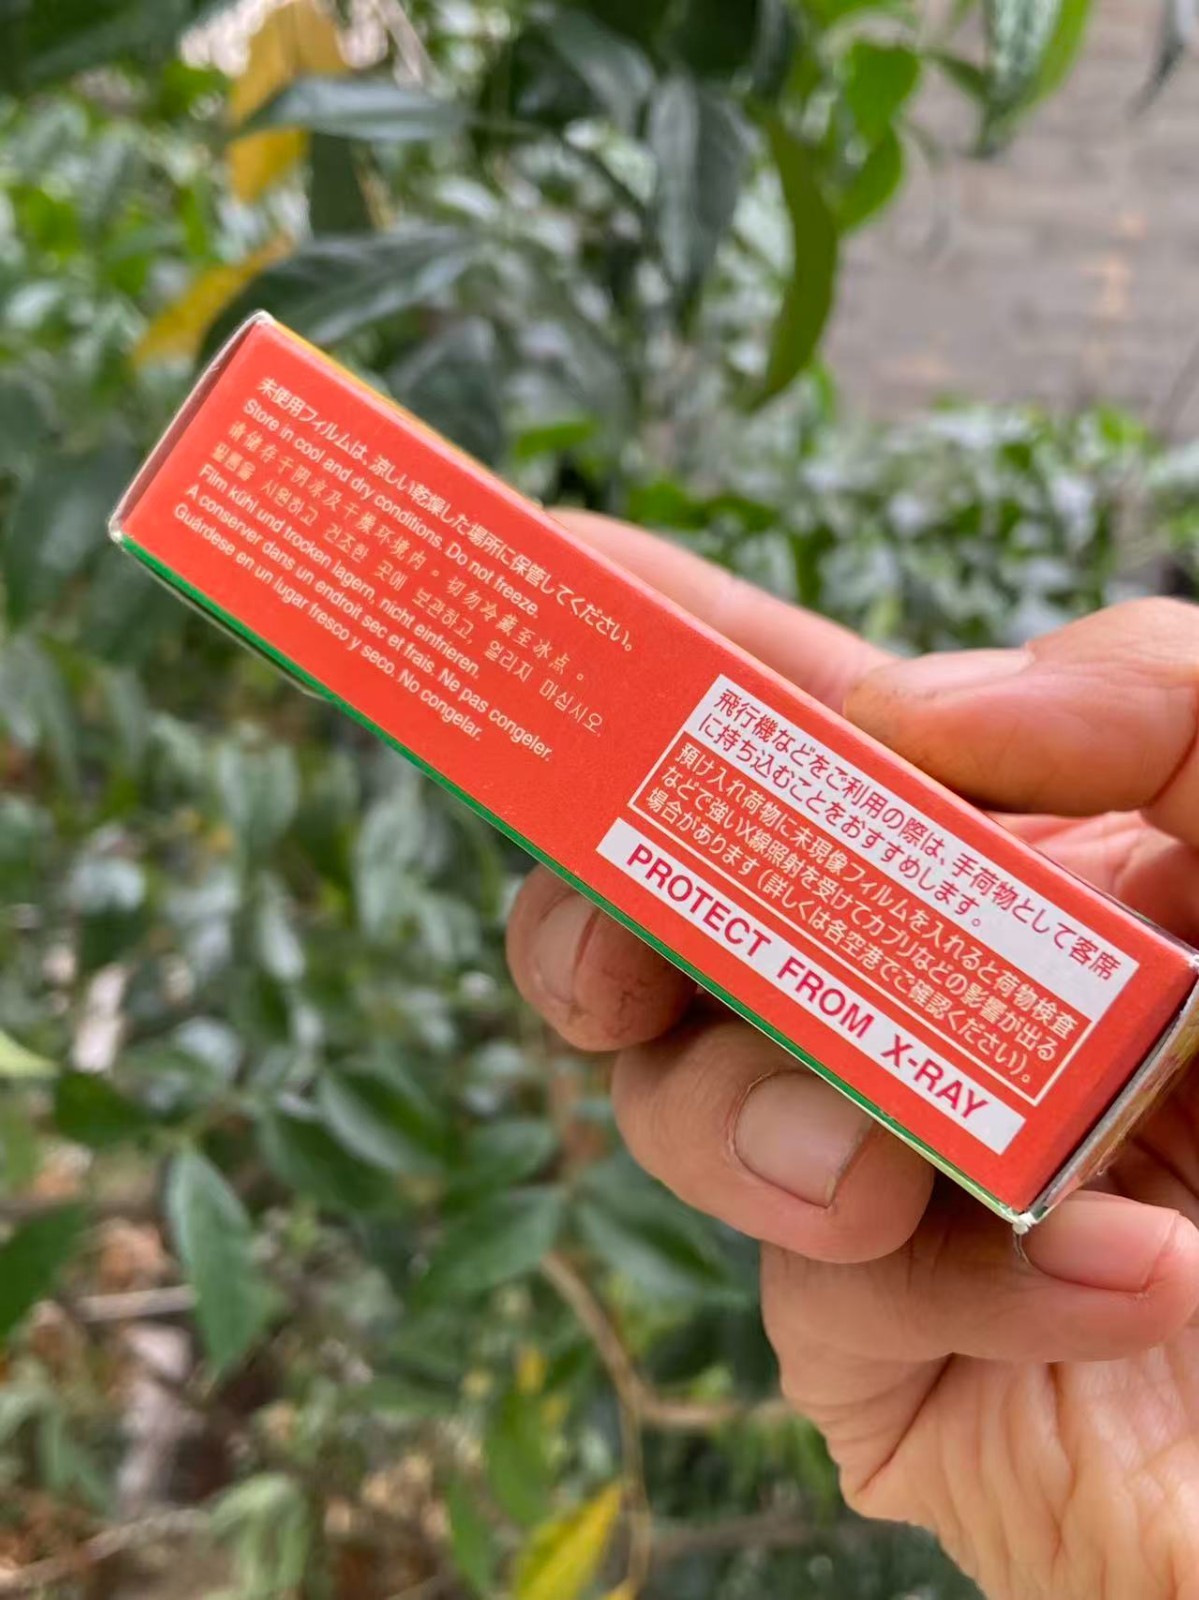 未使用フィルムは、涼しい乾燥した場所に保管してください。
Store in cool and dry conditions. Do not freeze.
请储存于阴凉及干燥环境内。切勿冷藏至冰点。
필름을 시원하고 건조한 곳에 보관하고, 얼리지 마십시오.
Film kühl und trocken lagern, nicht einfrieren.
A conserver dans un endroit sec et frais. Ne pas congeler.
Guárdese en un lugar fresco y seco. No congelar.
飛行機などをご利用の際は、手荷物として客席
に持ち込むことをおすすめします。
預け入れ荷物に未現像フィルムを入れると荷物検査
などで強いX線照射を受けてカブリなどの影響が出る
場合があります(詳しくは各空港でご確認ください)。
PROTECT FROM X-RAY